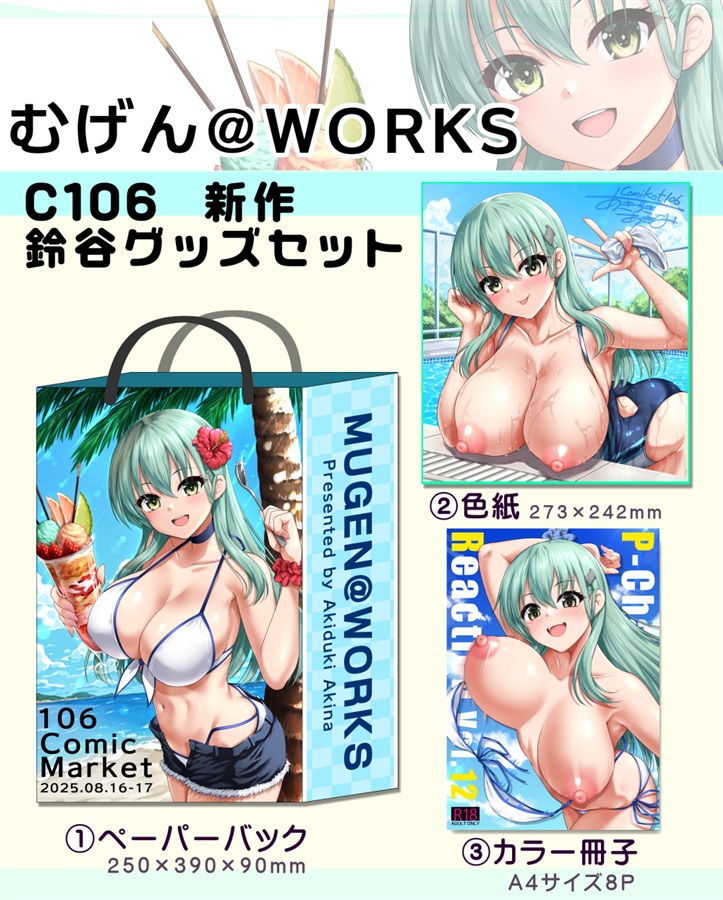 むげん@WORKS
C106 新作
鈴谷グッズセット
Comiket106
MUGEN@WORKS
Presented by Akiduki Akina
106
Comic
Market
2025.08.16-17
①ペーパーバック
250×390×90mm
②色紙 273×242mm
P-Ch
Reaction vol.12
R18
ADULT ONLY
③カラー冊子
A4サイズ8P